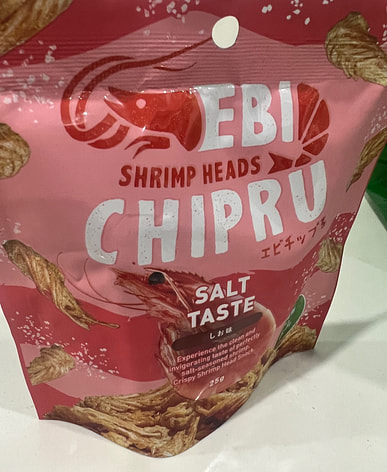 EBI
SHRIMP HEADS
CHIPRU
エビチップる
SALT
TASTE
しお味
Experience the clean and
invigorating taste of perfectly
salt-seasoned shrimp.
Crispy Shrimp Head Snack
25g